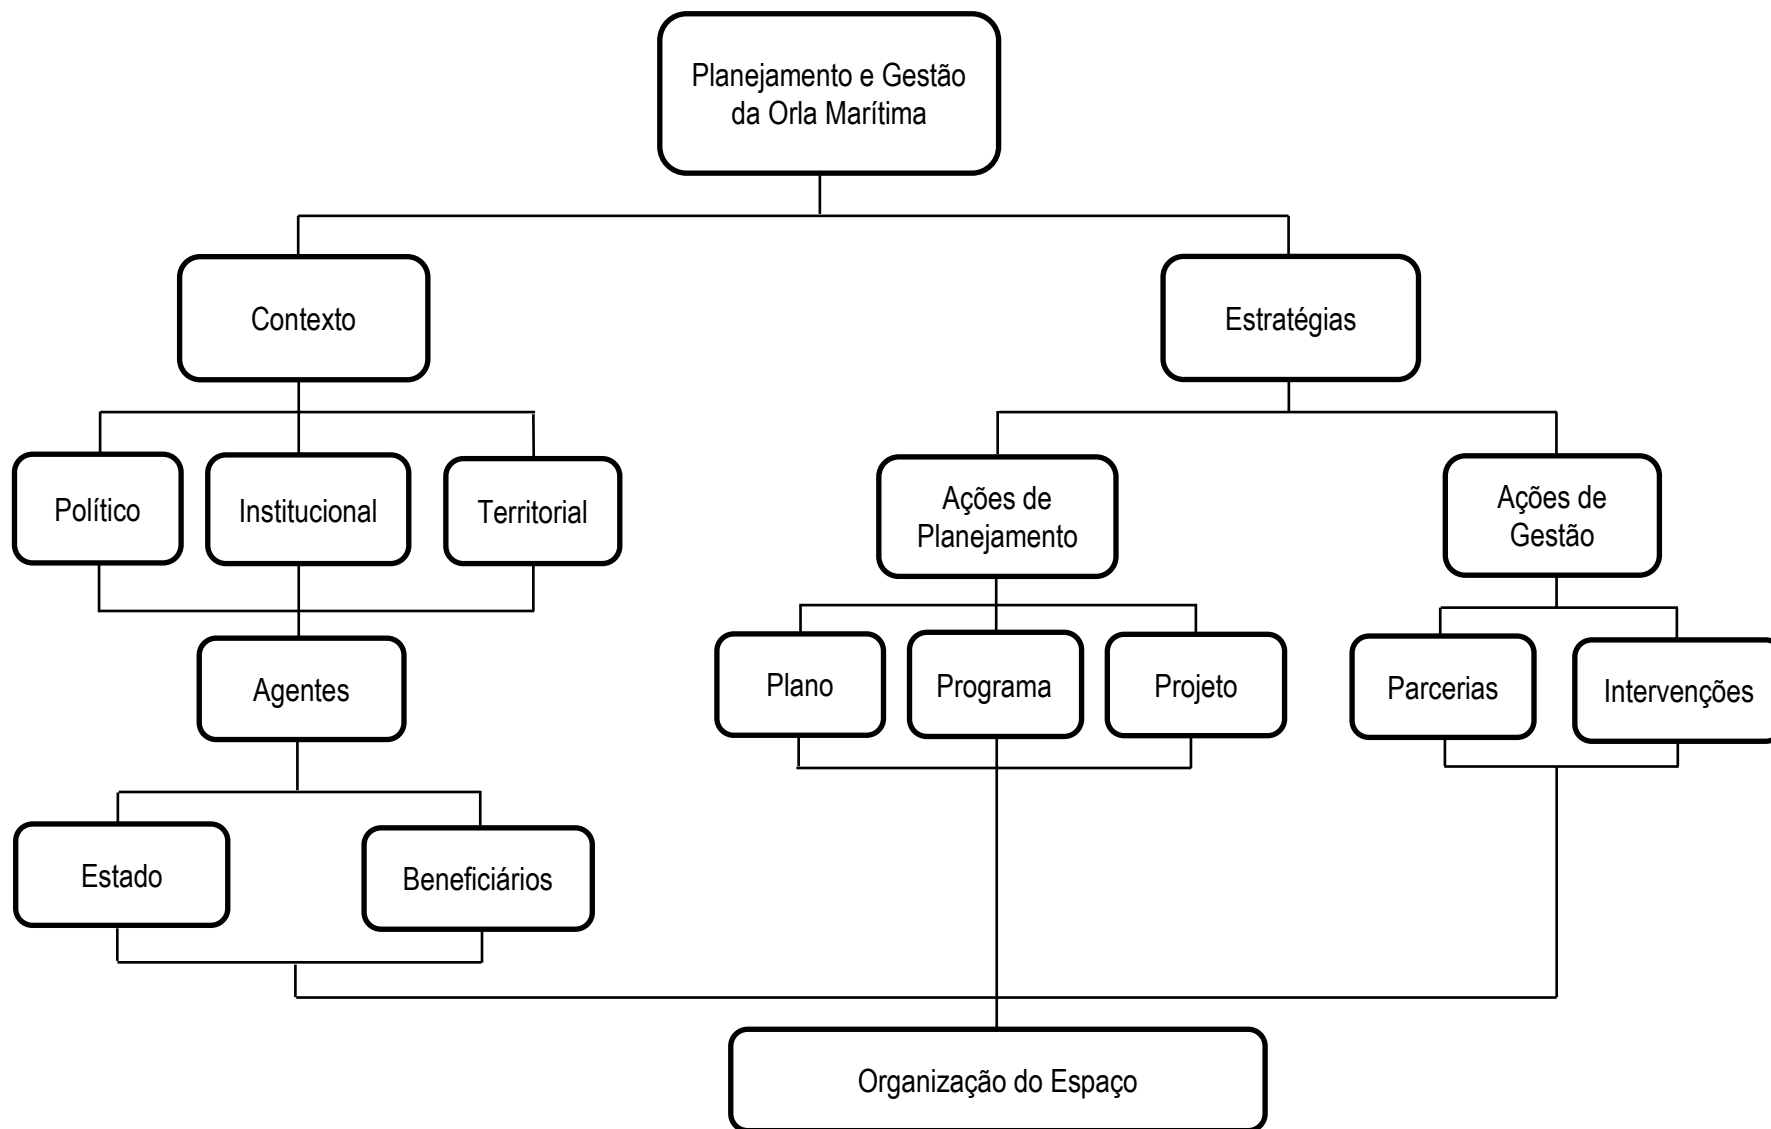 Planejamento e Gestão
da Orla Marítima
Contexto
Estratégias
Político
Institucional
Territorial
Ações de
Planejamento
Ações de
Gestão
Agentes
Plano
Programa
Projeto
Parcerias
Intervenções
Estado
Beneficiários
Organização do Espaço